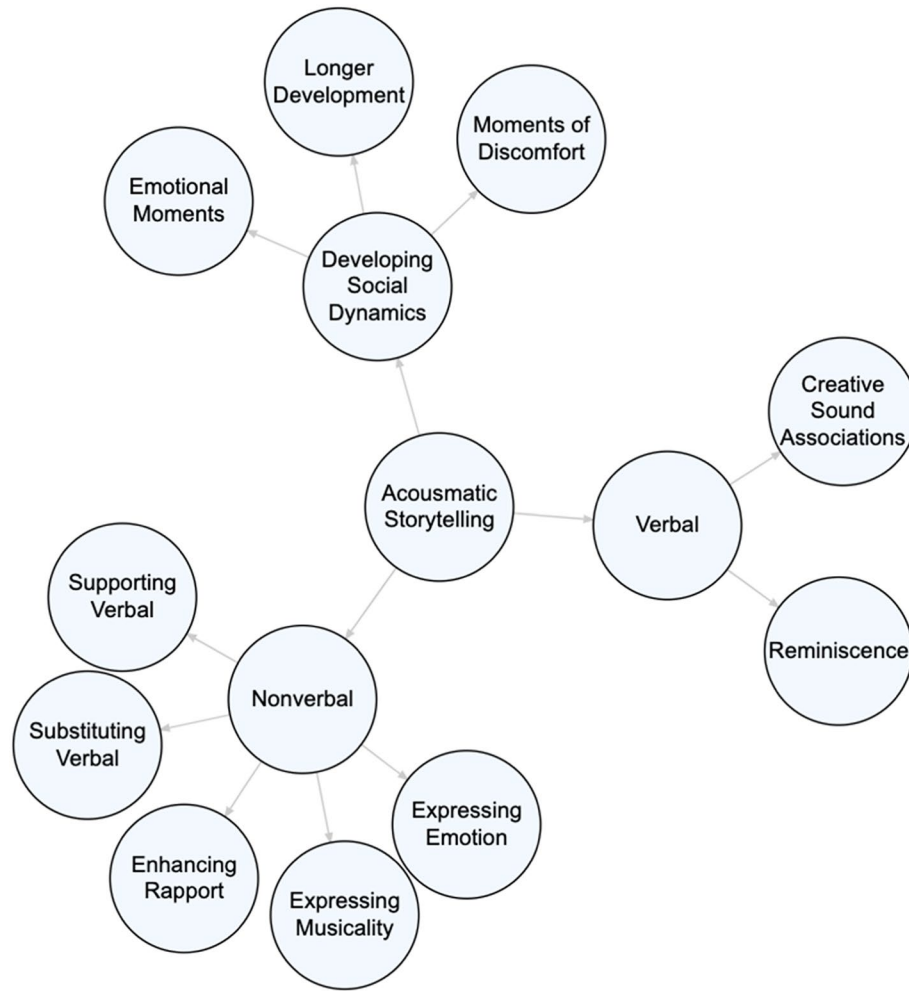 Longer
Development
Moments of
Discomfort
Emotional
Moments
Developing
Social
Dynamics
Creative
Sound
Associations
Acousmatic
Storytelling
Verbal
Supporting
Verbal
Reminiscence
Nonverbal
Substituting
Verbal
Expressing
Emotion
Enhancing
Rapport
Expressing
Musicality